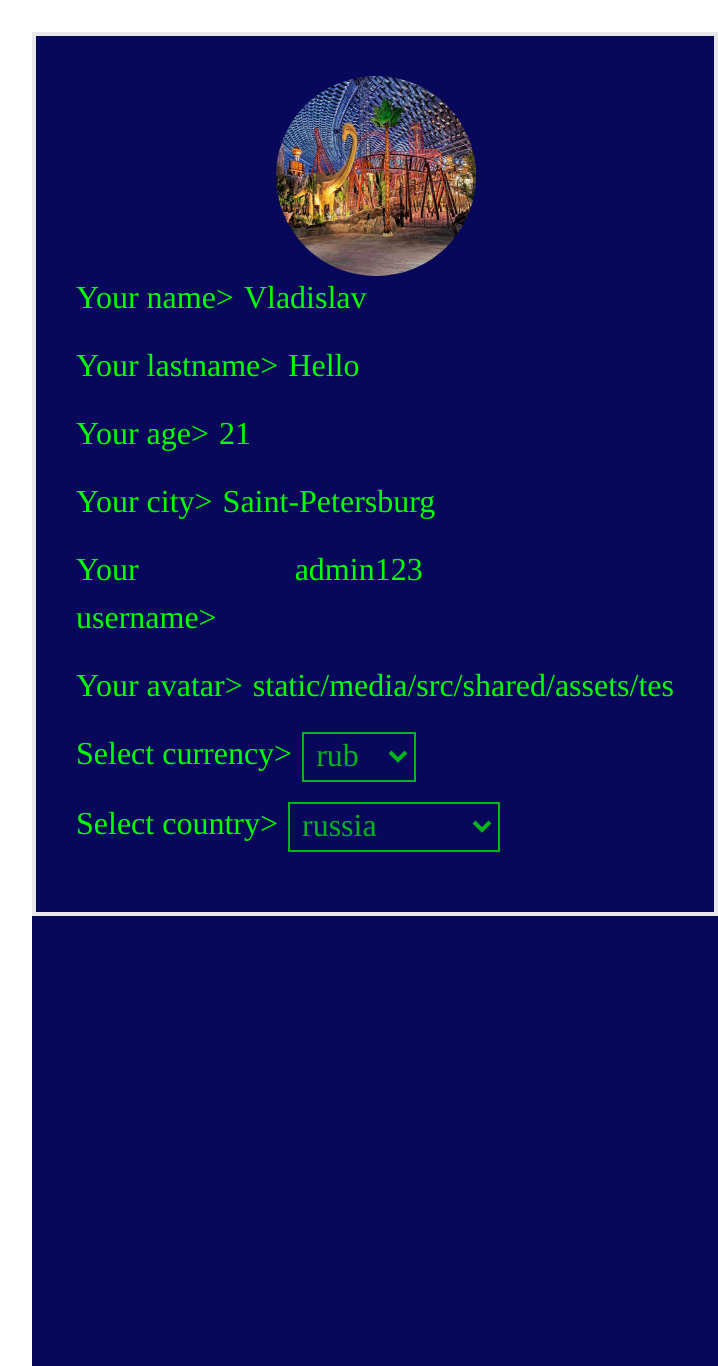 Your name> Vladislav
Your lastname> Hello
Your age> 21
Your city> Saint-Petersburg
Your username> admin123
Your avatar> static/media/src/shared/assets/tes
Select currency> rub
Select country> russia